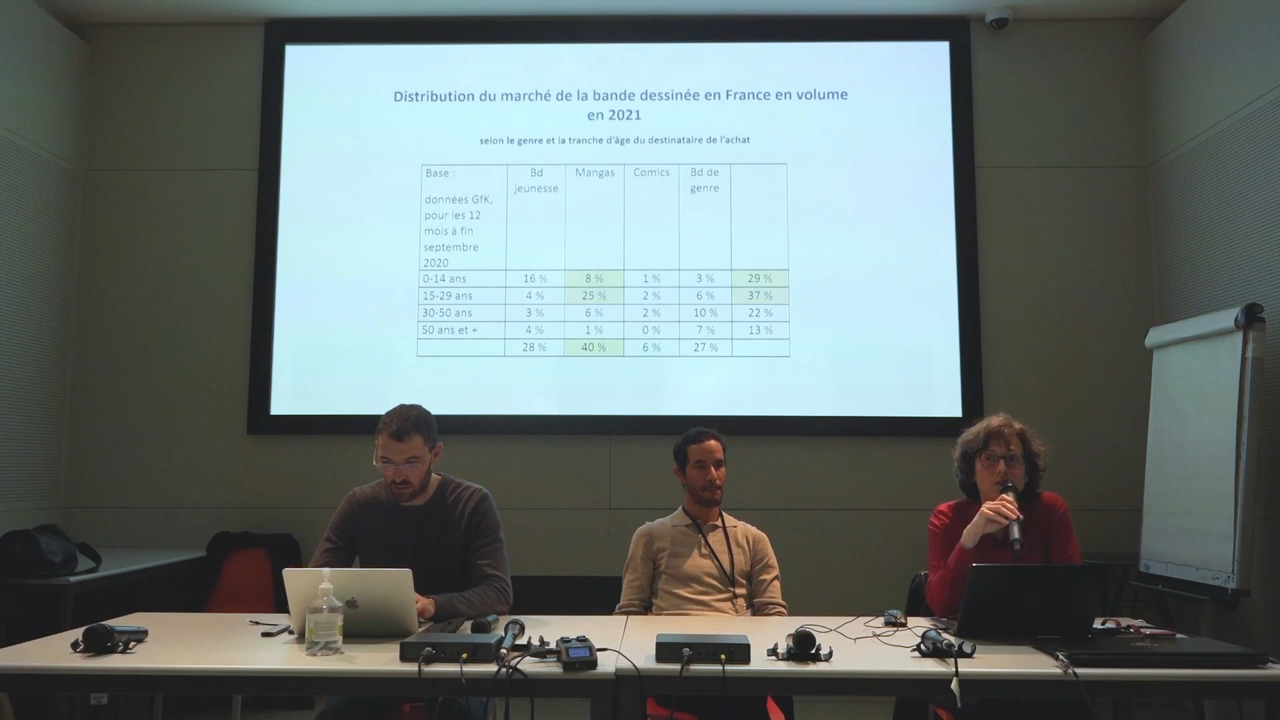 Distribution du marché de la bande dessinée en France en volume
en 2021
selon le genre et la tranche d'âge du destinataire de l'achat
Base : Bd Mangas Comics Bd de
jeunesse genre
données GfK,
pour les 12
mois à fin
septembre
2020
0-14 ans 16 % 8 % 1 % 3 % 29 %
15-29 ans 4 % 25 % 2 % 6 % 37 %
30-50 ans 3 % 6 % 2 % 10 % 22 %
50 ans et + 4 % 1 % 0 % 7 % 13 %
28 % 40 % 6 % 27 %